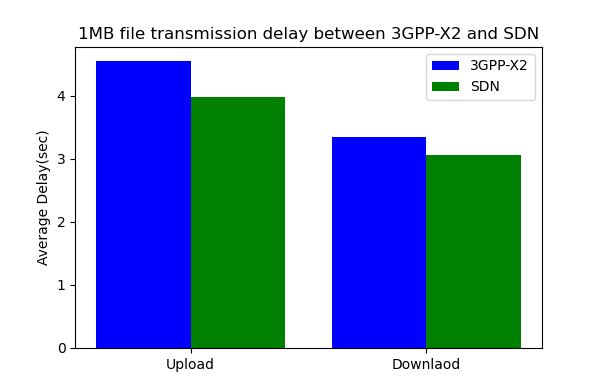 1MB file transmission delay between 3GPP-X2 and SDN
3GPP-X2
SDN
Average Delay(sec)
4
3
2
1
0
Upload
Downlaod